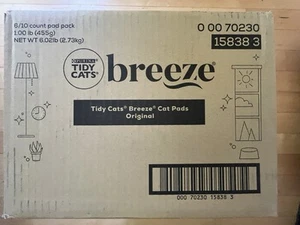 6/10 count pad pack
1.00 lb (455g)
NET WT 6.02lb (2.73kg)
0 00 70230
15838 3
PURINA
TIDY
CATS®
breeze®
Tidy Cats® Breeze® Cat Pads
Original
000 70230 15838 3